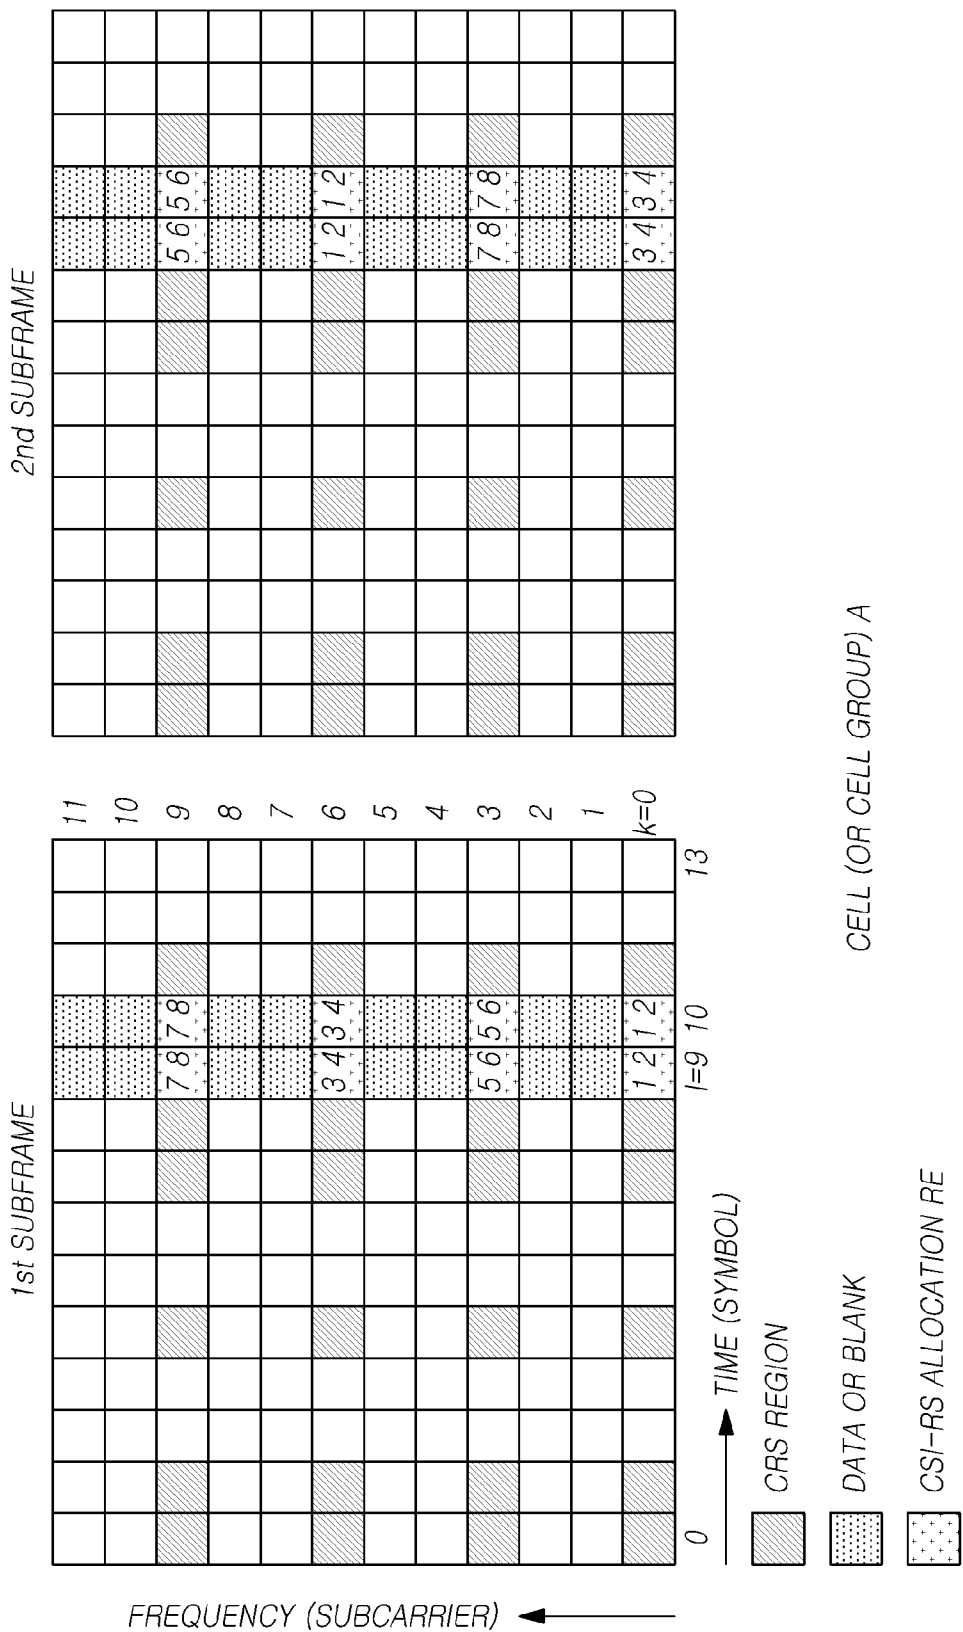 1st SUBFRAME
2nd SUBFRAME
FREQUENCY (SUBCARRIER)
7 8 7 8
3 4 3 4
5 6 5 6
1 2 1 2
11
10
9
8
7
6
5
4
3
2
1
k=0
5 6 5 6
1 2 1 2
7 8 7 8
3 4 3 4
0
l=9
10
13
TIME (SYMBOL)
CRS REGION
DATA OR BLANK
CSI-RS ALLOCATION RE
CELL (OR CELL GROUP) A